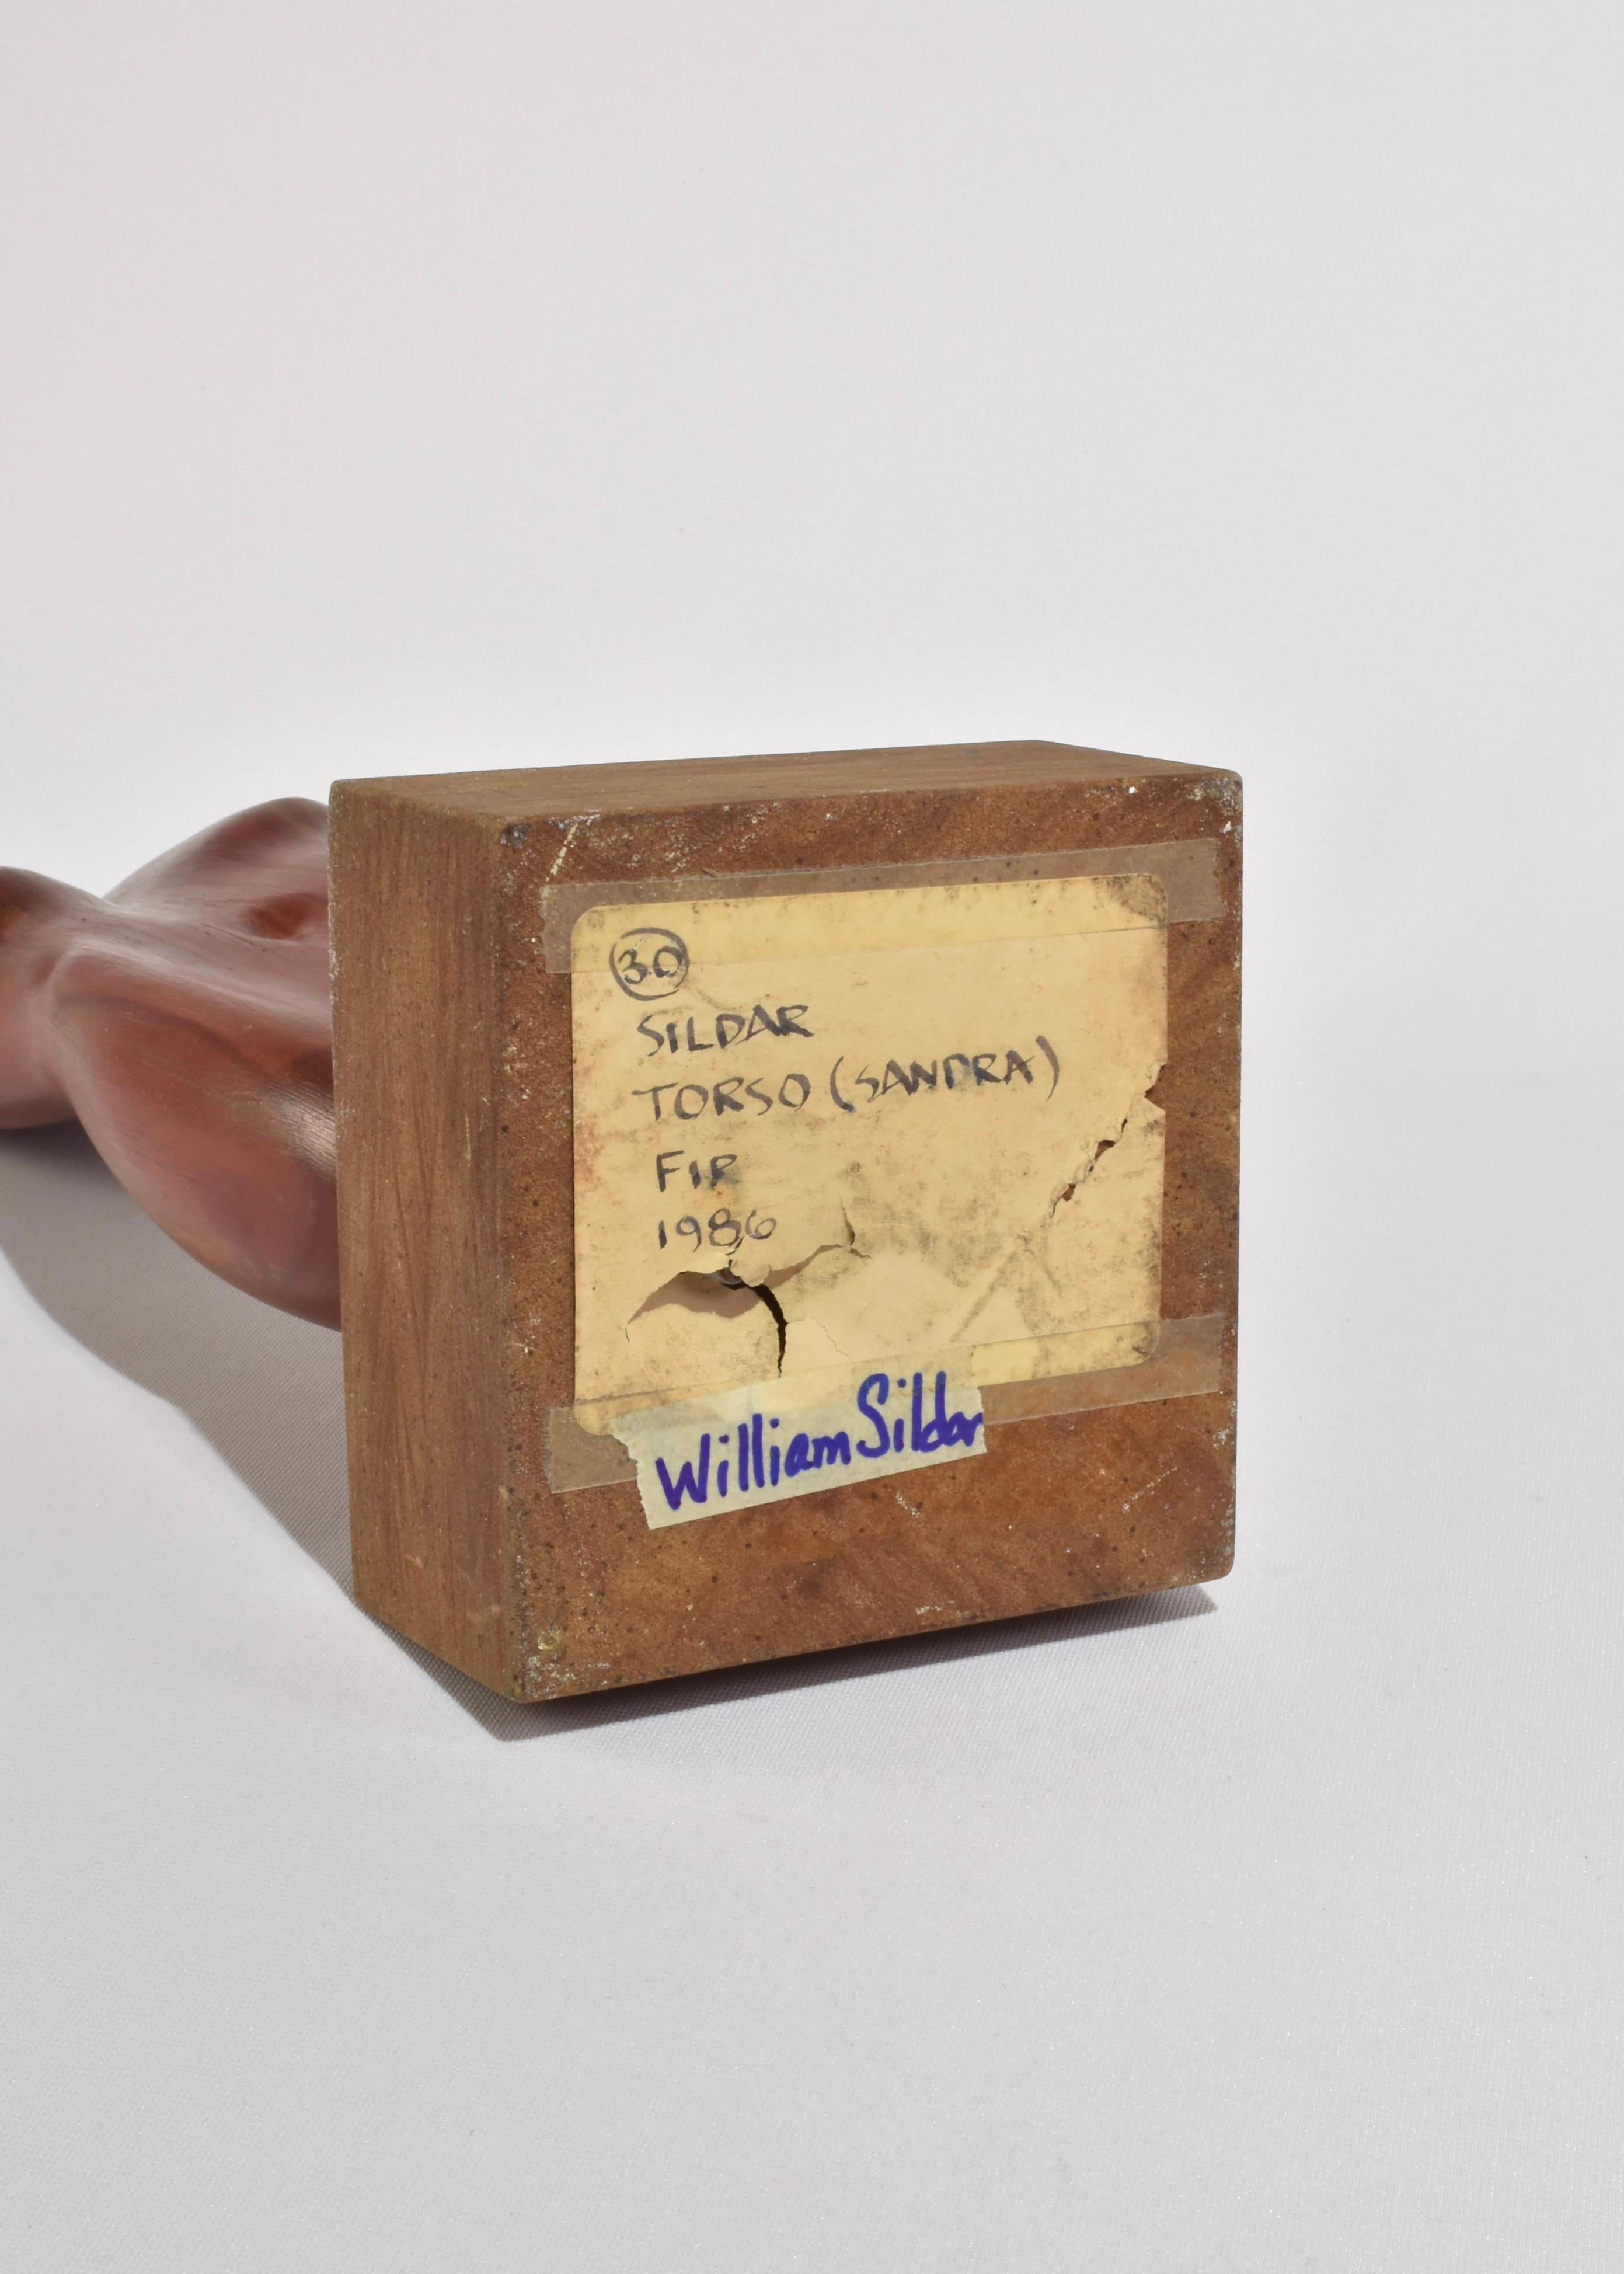 30
SILDAR
TORSO (SANDRA)
FIR
1986
William Sildar